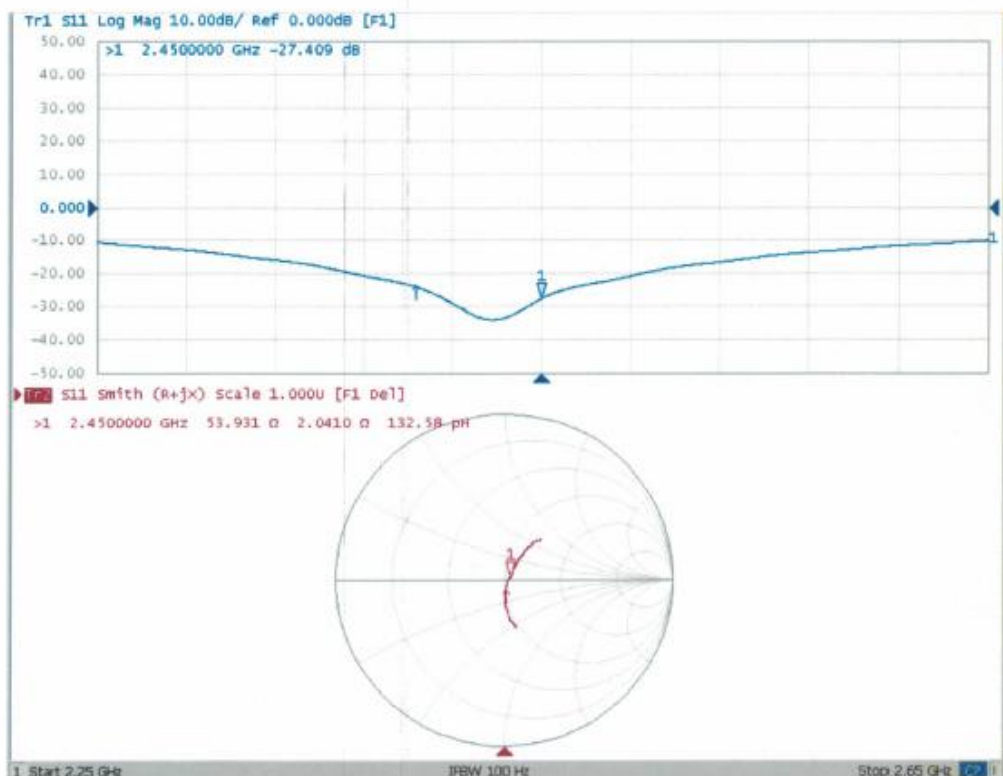 Tr1 S11 Log Mag 10.00dB/ Ref 0.000dB [F1]
50.00
>1 2.4500000 GHz -27.409 dB
40.00
30.00
20.00
10.00
0.000
-10.00
1
-20.00
1
-30.00
-40.00
-50.00
Tr2 S11 Smith (R+jX) Scale 1.000U [F1 Del]
>1 2.4500000 GHz 53.931 Ω 2.0410 Ω 132.58 pH
1
1 Start 2.25 GHz IFBW 100 Hz Stop 2.65 GHz C2